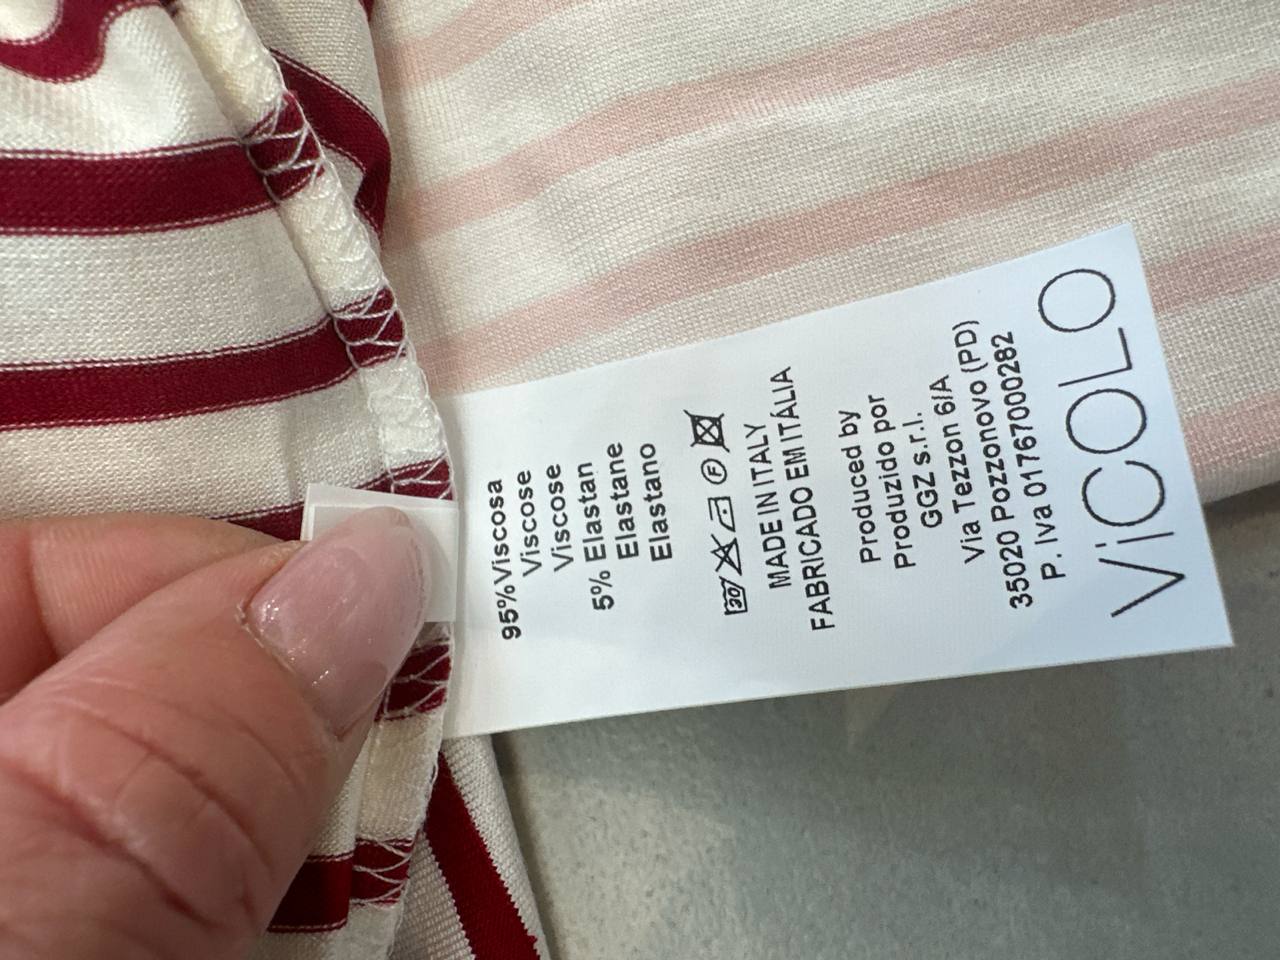 95%Viscosa
Viscose
Viscose
5% Elastan
Elastane
Elastano
30 F
MADE IN ITALY
FABRICADO EM ITÁLIA
Produced by
Produzido por
GGZ s.r.l.
Via Tezzon 6/A
35020 Pozzonovo (PD)
P. Iva 01767000282
ViCOLO